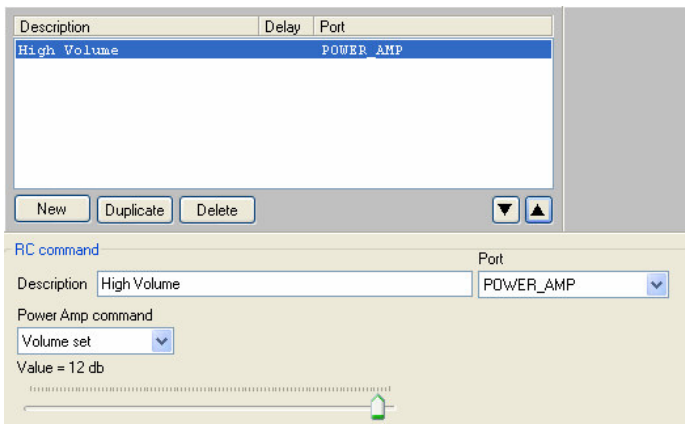 Description Delay Port
High Volume POWER_AMP
New Duplicate Delete
RC command
Port
Description High Volume POWER_AMP
Power Amp command
Volume set
Value = 12 db